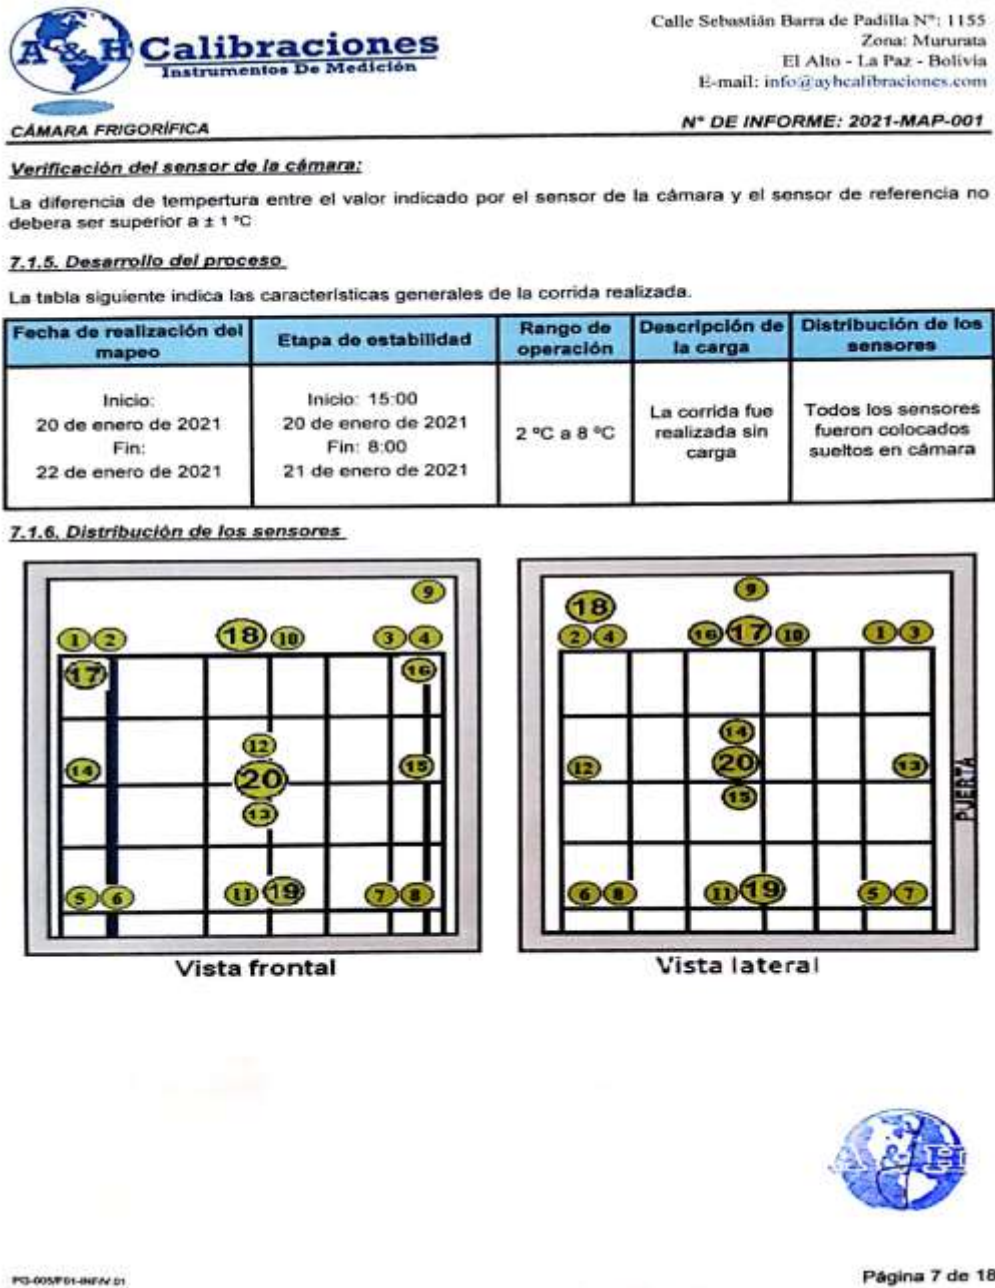 A & H Calibraciones
Instrumentos De Medición
Calle Sebastián Barra de Padilla N°: 1155
Zona: Mururata
El Alto - La Paz - Bolivia
E-mail: info@ayhcalibraciones.com
CÁMARA FRIGORÍFICA
N° DE INFORME: 2021-MAP-001
Verificación del sensor de la cámara:
La diferencia de tempertura entre el valor indicado por el sensor de la cámara y el sensor de referencia no
debera ser superior a ± 1 °C
7.1.5. Desarrollo del proceso
La tabla siguiente indica las características generales de la corrida realizada.
Fecha de realización del
mapeo
Etapa de estabilidad
Rango de
operación
Descripción de
la carga
Distribución de los
sensores
Inicio:
20 de enero de 2021
Fin:
22 de enero de 2021
Inicio: 15:00
20 de enero de 2021
Fin: 8:00
21 de enero de 2021
2 °C a 8 °C
La corrida fue
realizada sin
carga
Todos los sensores
fueron colocados
sueltos en cámara
7.1.6. Distribución de los sensores
9
1 2 18 10 3 4
17 16
12
14 20 15
13
5 6 11 19 7 8
Vista frontal
9
18
2 4 16 17 10 1 3
14
12 20 13
15
6 8 11 19 5 7
PUERTA
Vista lateral
A & H
PG-005/F01-INF/V.01
Página 7 de 18